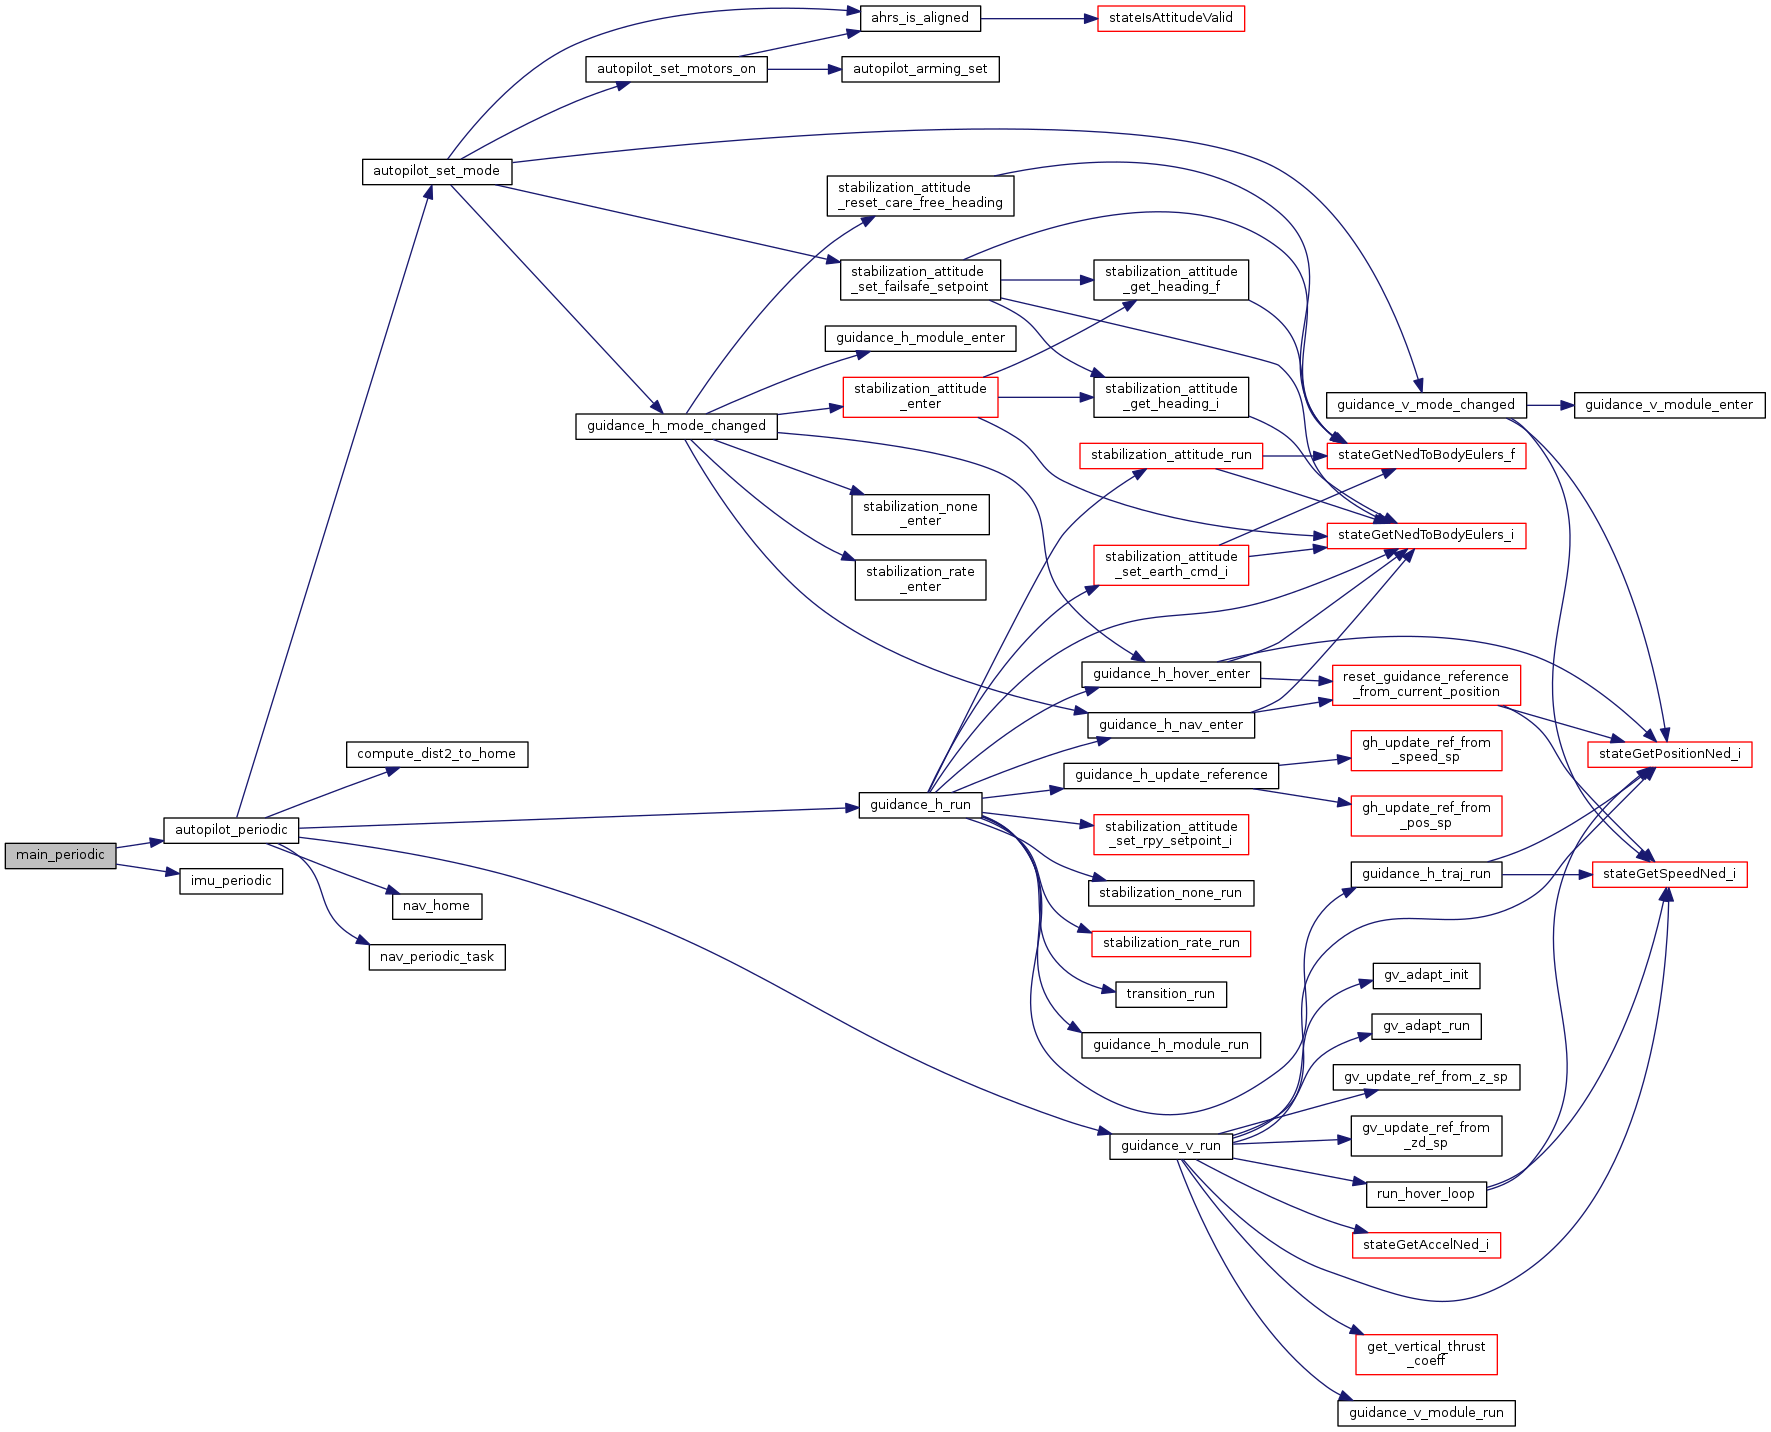 main_periodic
autopilot_periodic
imu_periodic
autopilot_set_mode
compute_dist2_to_home
nav_home
nav_periodic_task
autopilot_set_motors_on
guidance_h_mode_changed
ahrs_is_aligned
autopilot_arming_set
stabilization_attitude
_reset_care_free_heading
stabilization_attitude
_set_failsafe_setpoint
guidance_h_module_enter
stabilization_attitude
_enter
stabilization_none
_enter
stabilization_rate
_enter
guidance_h_run
stateIsAttitudeValid
stabilization_attitude
_get_heading_f
stabilization_attitude
_get_heading_i
stabilization_attitude_run
stabilization_attitude
_set_earth_cmd_i
guidance_h_hover_enter
guidance_h_nav_enter
guidance_h_update_reference
stabilization_attitude
_set_rpy_setpoint_i
stabilization_none_run
stabilization_rate_run
transition_run
guidance_h_module_run
guidance_v_run
guidance_v_mode_changed
stateGetNedToBodyEulers_f
stateGetNedToBodyEulers_i
reset_guidance_reference
_from_current_position
gh_update_ref_from
_speed_sp
gh_update_ref_from
_pos_sp
guidance_h_traj_run
gv_adapt_init
gv_adapt_run
gv_update_ref_from_z_sp
gv_update_ref_from
_zd_sp
run_hover_loop
stateGetAccelNed_i
get_vertical_thrust
_coeff
guidance_v_module_run
guidance_v_module_enter
stateGetPositionNed_i
stateGetSpeedNed_i